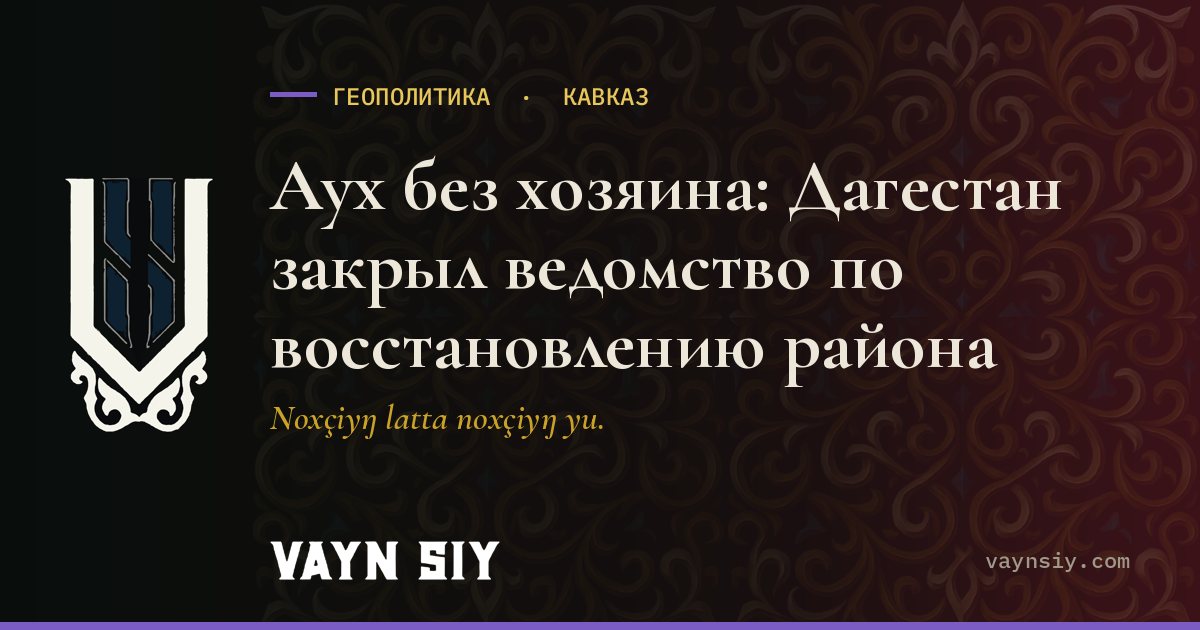 ГЕОПОЛИТИКА · КАВКАЗ
Аух без хозяина: Дагестан
закрыл ведомство по
восстановлению района
Noxçiyŋ latta noxçiyŋ yu.
VAYN SIY
vaynsiy.com